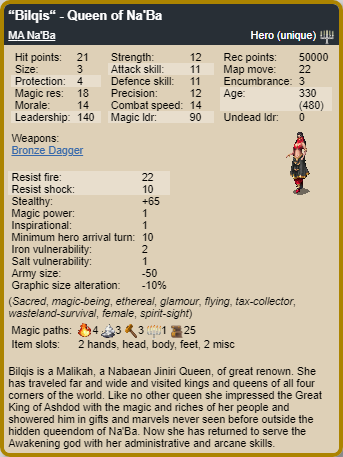 "Bilqis" - Queen of Na'Ba
MA Na'Ba Hero (unique)
Hit points: 21 Strength: 12 Rec points: 50000
Size: 3 Attack skill: 11 Map move: 22
Protection: 4 Defence skill: 11 Encumbrance: 3
Magic res: 18 Precision: 12 Age: 330
Morale: 14 Combat speed: 14 (480)
Leadership: 140 Magic ldr: 90 Undead ldr: 0
Weapons:
Bronze Dagger
Resist fire: 22
Resist shock: 10
Stealthy: +65
Magic power: 1
Inspirational: 1
Minimum hero arrival turn: 10
Iron vulnerability: 2
Salt vulnerability: 1
Army size: -50
Graphic size alteration: -10%
(Sacred, magic-being, ethereal, glamour, flying, tax-collector,
wasteland-survival, female, spirit-sight)
Magic paths: 4 3 3 1 25
Item slots: 2 hands, head, body, feet, 2 misc
Bilqis is a Malikah, a Nabaean Jiniri Queen, of great renown. She
has traveled far and wide and visited kings and queens of all four
corners of the world. Like no other queen she impressed the Great
King of Ashdod with the magic and riches of her people and
showed him in gifts and marvels never seen before outside the
hidden queendom of Na'Ba. Now she has returned to serve the
Awakening god with her administrative and arcane skills.